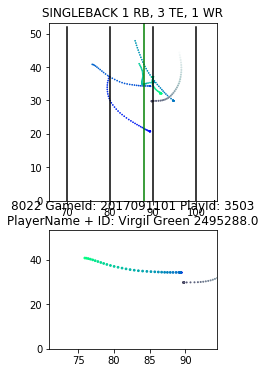 SINGLEBACK 1 RB, 3 TE, 1 WR
50
40
30
20
10
0
70 80 90 100
8022 GameId: 2017091101 PlayId: 3503
PlayerName + ID: Virgil Green 2495288.0
40
20
0
75 80 85 90